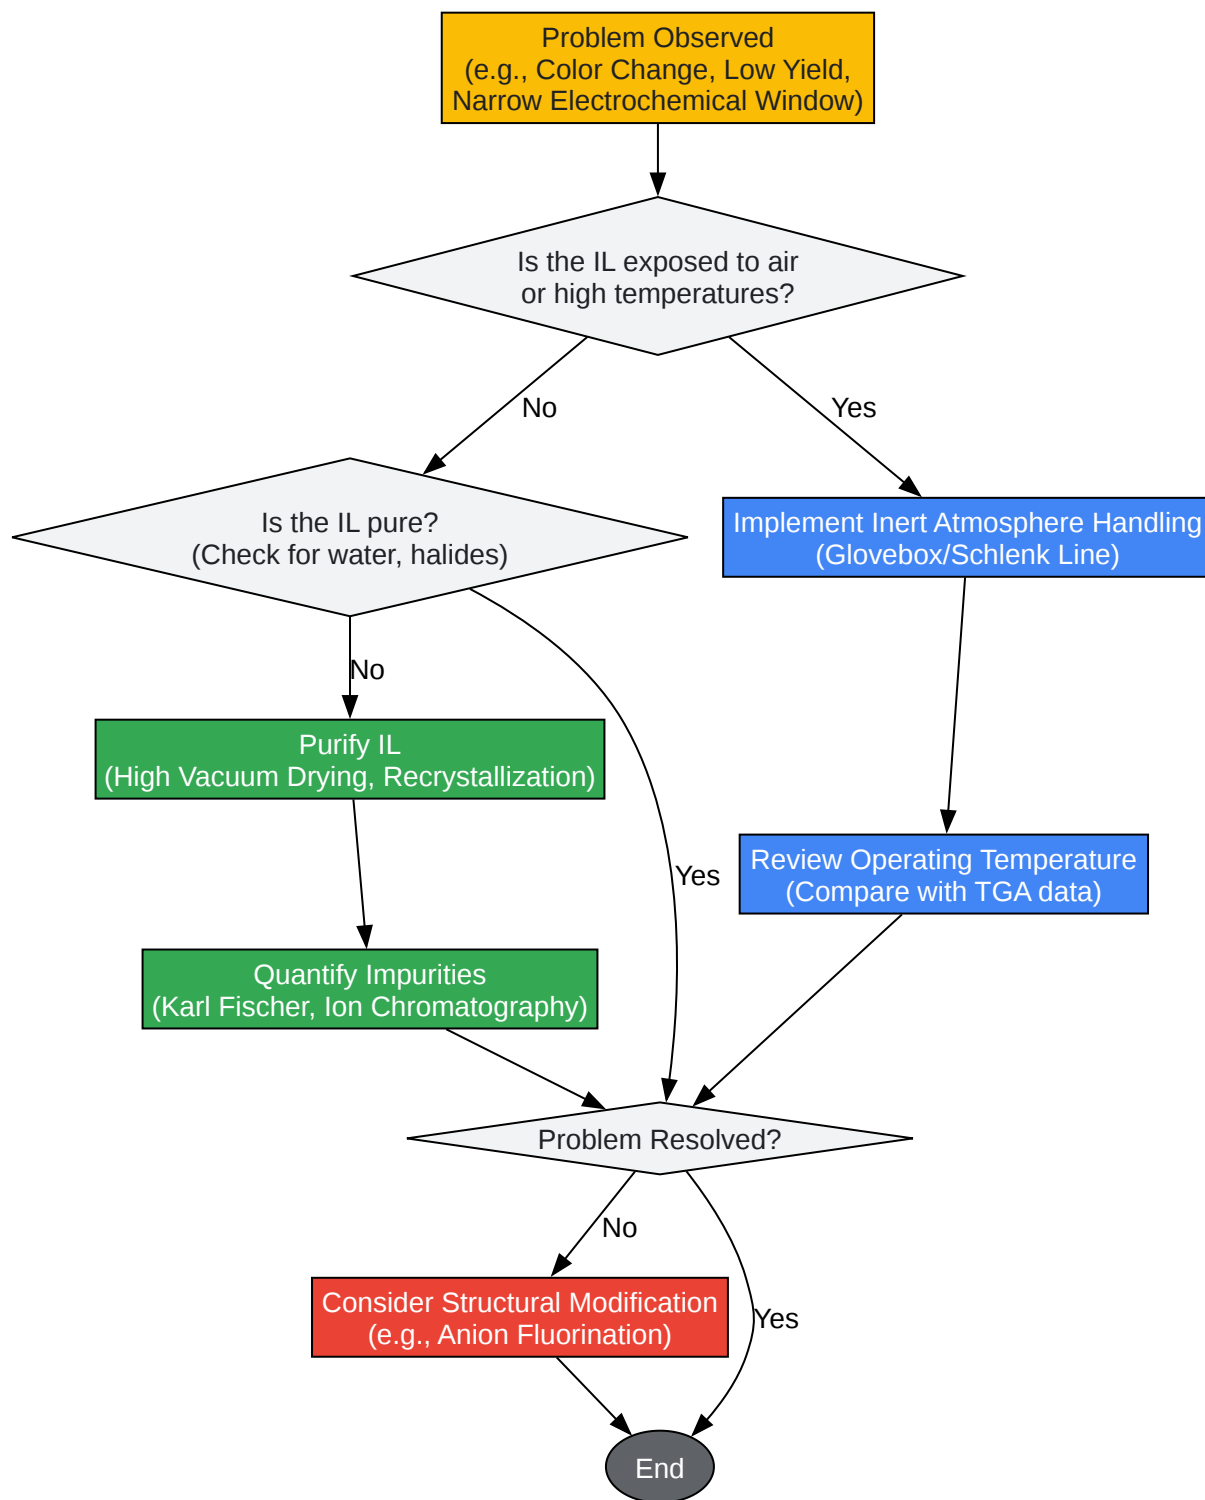 Problem Observed
(e.g., Color Change, Low Yield,
Narrow Electrochemical Window)
Is the IL exposed to air
or high temperatures?
No
Yes
Is the IL pure?
(Check for water, halides)
Implement Inert Atmosphere Handling
(Glovebox/Schlenk Line)
No
Purify IL
(High Vacuum Drying, Recrystallization)
Yes
Review Operating Temperature
(Compare with TGA data)
Quantify Impurities
(Karl Fischer, Ion Chromatography)
Problem Resolved?
No
Consider Structural Modification
(e.g., Anion Fluorination)
Yes
End